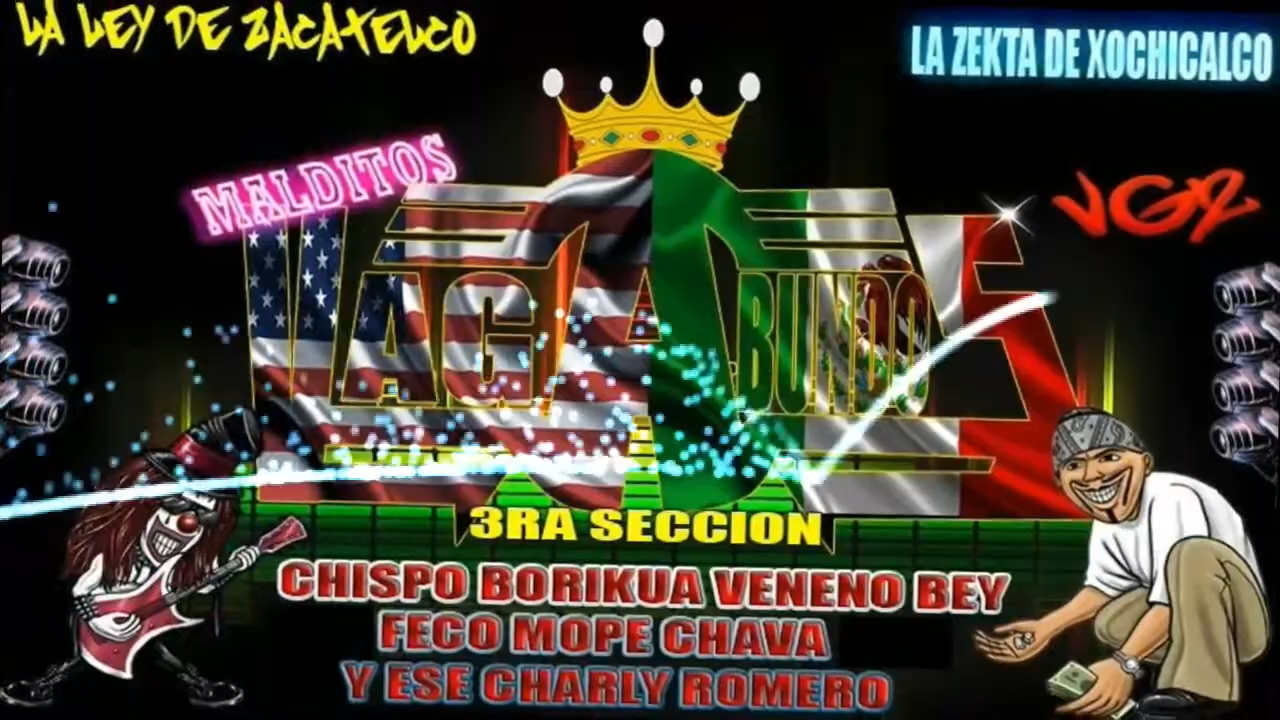 LA LEY DE ZACATELCO
LA ZEKTA DE XOCHICALCO
MALDITOS
VG2
VAGABUNDOS
3RA SECCION
CHISPO BORIKUA VENENO BEY
FECO MOPE CHAVA
Y ESE CHARLY ROMERO